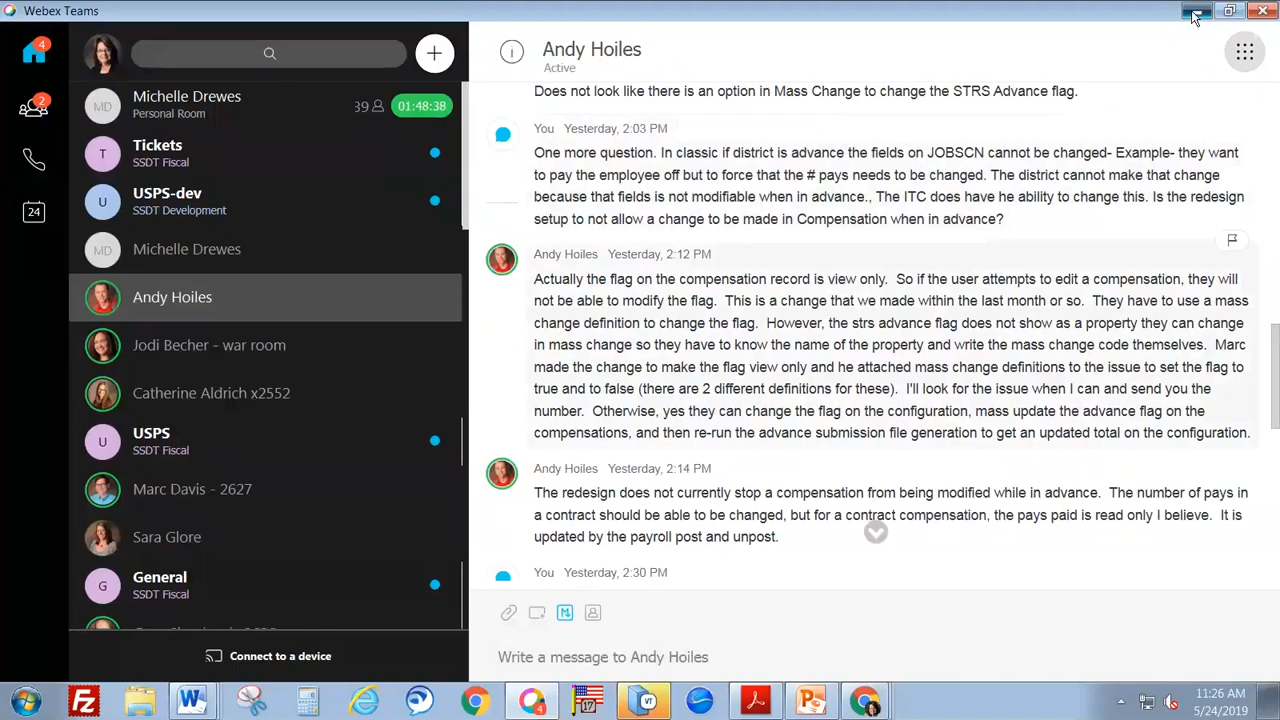 Webex Teams
4
2
24
MD
Michelle Drewes
Personal Room
39
01:48:38
T
Tickets
SSDT Fiscal
U
USPS-dev
SSDT Development
MD
Michelle Drewes
Andy Hoiles
Jodi Becher - war room
Catherine Aldrich x2552
U
USPS
SSDT Fiscal
Marc Davis - 2627
Sara Glore
G
General
SSDT Fiscal
Connect to a device
Andy Hoiles
Active
Does not look like there is an option in Mass Change to change the STRS Advance flag.
You Yesterday, 2:03 PM
One more question. In classic if district is advance the fields on JOBSCN cannot be changed- Example- they want
to pay the employee off but to force that the # pays needs to be changed. The district cannot make that change
because that fields is not modifiable when in advance., The ITC does have he ability to change this. Is the redesign
setup to not allow a change to be made in Compensation when in advance?
Andy Hoiles Yesterday, 2:12 PM
Actually the flag on the compensation record is view only. So if the user attempts to edit a compensation, they will
not be able to modify the flag. This is a change that we made within the last month or so. They have to use a mass
change definition to change the flag. However, the strs advance flag does not show as a property they can change
in mass change so they have to know the name of the property and write the mass change code themselves. Marc
made the change to make the flag view only and he attached mass change definitions to the issue to set the flag to
true and to false (there are 2 different definitions for these). I'll look for the issue when I can and send you the
number. Otherwise, yes they can change the flag on the configuration, mass update the advance flag on the
compensations, and then re-run the advance submission file generation to get an updated total on the configuration.
Andy Hoiles Yesterday, 2:14 PM
The redesign does not currently stop a compensation from being modified while in advance. The number of pays in
a contract should be able to be changed, but for a contract compensation, the pays paid is read only I believe. It is
updated by the payroll post and unpost.
You Yesterday, 2:30 PM
Write a message to Andy Hoiles
11:26 AM
5/24/2019